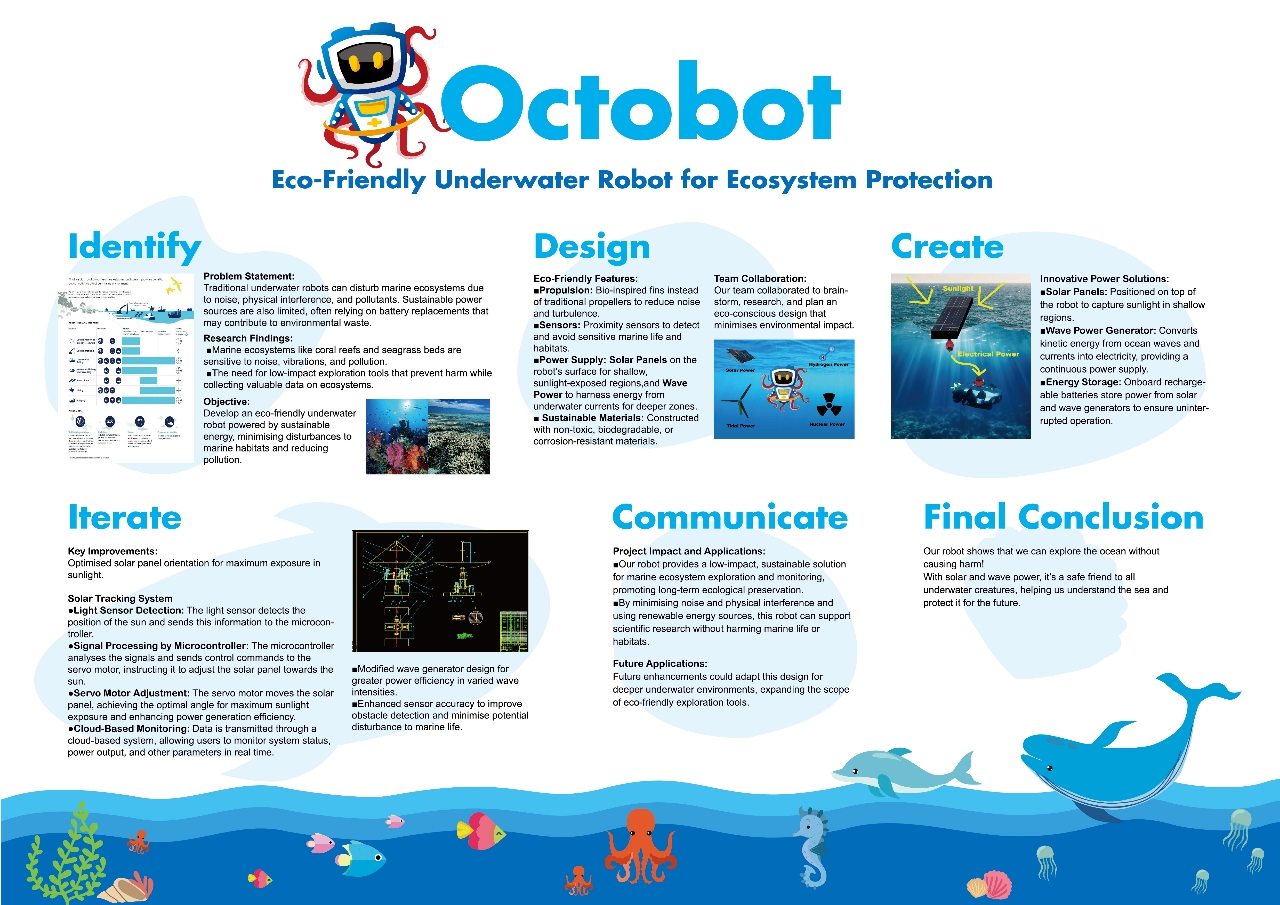 Octobot
Eco-Friendly Underwater Robot for Ecosystem Protection
Identify
Problem Statement:
Traditional underwater robots can disturb marine ecosystems due
to noise, physical interference, and pollutants. Sustainable power
sources are also limited, often relying on battery replacements that
may contribute to environmental waste.
Research Findings:
■Marine ecosystems like coral reefs and seagrass beds are
sensitive to noise, vibrations, and pollution.
■The need for low-impact exploration tools that prevent harm while
collecting valuable data on ecosystems.
Objective:
Develop an eco-friendly underwater
robot powered by sustainable
energy, minimising disturbances to
marine habitats and reducing
pollution.
Design
Eco-Friendly Features:
■Propulsion: Bio-inspired fins instead
of traditional propellers to reduce noise
and turbulence.
■Sensors: Proximity sensors to detect
and avoid sensitive marine life and
habitats.
■Power Supply: Solar Panels on the
robot's surface for shallow,
sunlight-exposed regions,and Wave
Power to harness energy from
underwater currents for deeper zones.
■ Sustainable Materials: Constructed
with non-toxic, biodegradable, or
corrosion-resistant materials.
Team Collaboration:
Our team collaborated to brain-
storm, research, and plan an
eco-conscious design that
minimises environmental impact.
Solar Power
Hydrogen Power
Tidal Power
Nuclear Power
Create
Sunlight
Electrical Power
Innovative Power Solutions:
■Solar Panels: Positioned on top of
the robot to capture sunlight in shallow
regions.
■Wave Power Generator: Converts
kinetic energy from ocean waves and
currents into electricity, providing a
continuous power supply.
■Energy Storage: Onboard recharge-
able batteries store power from solar
and wave generators to ensure uninter-
rupted operation.
Iterate
Key Improvements:
Optimised solar panel orientation for maximum exposure in
sunlight.
Solar Tracking System
●Light Sensor Detection: The light sensor detects the
position of the sun and sends this information to the microcon-
troller.
●Signal Processing by Microcontroller: The microcontroller
analyses the signals and sends control commands to the
servo motor, instructing it to adjust the solar panel towards the
sun.
●Servo Motor Adjustment: The servo motor moves the solar
panel, achieving the optimal angle for maximum sunlight
exposure and enhancing power generation efficiency.
●Cloud-Based Monitoring: Data is transmitted through a
cloud-based system, allowing users to monitor system status,
power output, and other parameters in real time.
■Modified wave generator design for
greater power efficiency in varied wave
intensities.
■Enhanced sensor accuracy to improve
obstacle detection and minimise potential
disturbance to marine life.
Communicate
Project Impact and Applications:
■Our robot provides a low-impact, sustainable solution
for marine ecosystem exploration and monitoring,
promoting long-term ecological preservation.
■By minimising noise and physical interference and
using renewable energy sources, this robot can support
scientific research without harming marine life or
habitats.
Future Applications:
Future enhancements could adapt this design for
deeper underwater environments, expanding the scope
of eco-friendly exploration tools.
Final Conclusion
Our robot shows that we can explore the ocean without
causing harm!
With solar and wave power, it's a safe friend to all
underwater creatures, helping us understand the sea and
protect it for the future.